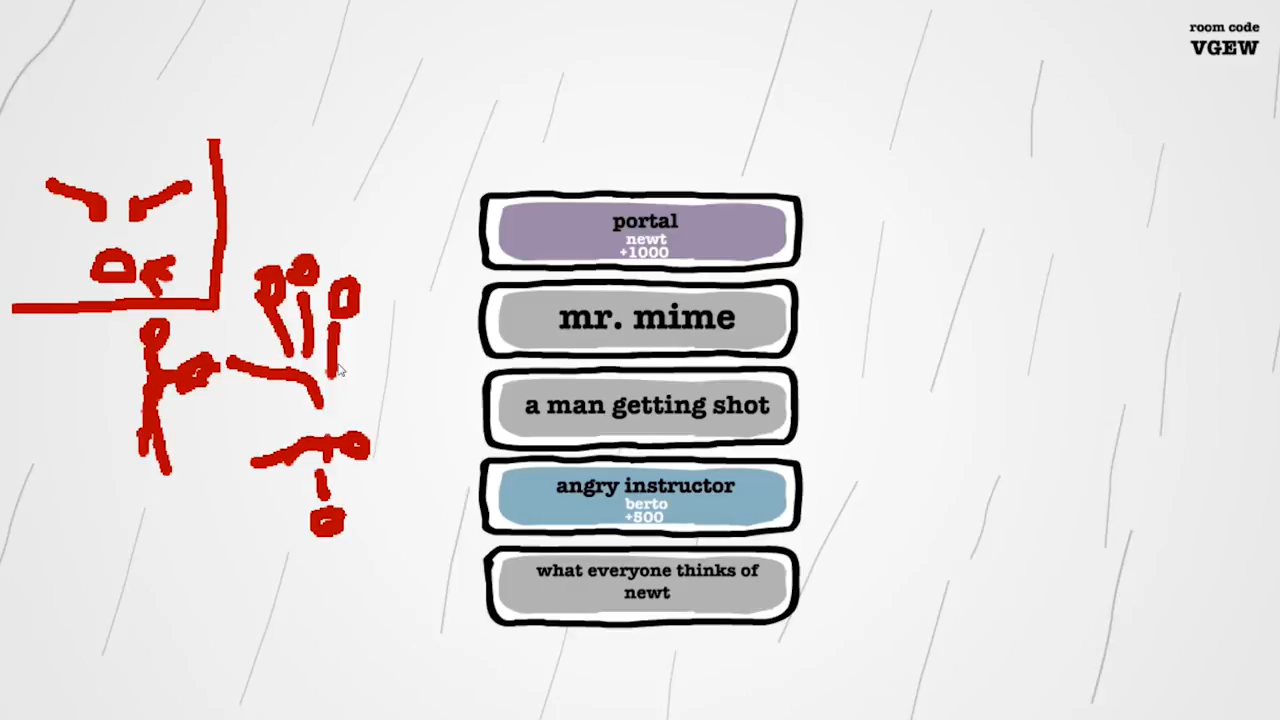 room code
VGEW
portal
newt
+1000
mr. mime
a man getting shot
angry instructor
berto
+500
what everyone thinks of
newt